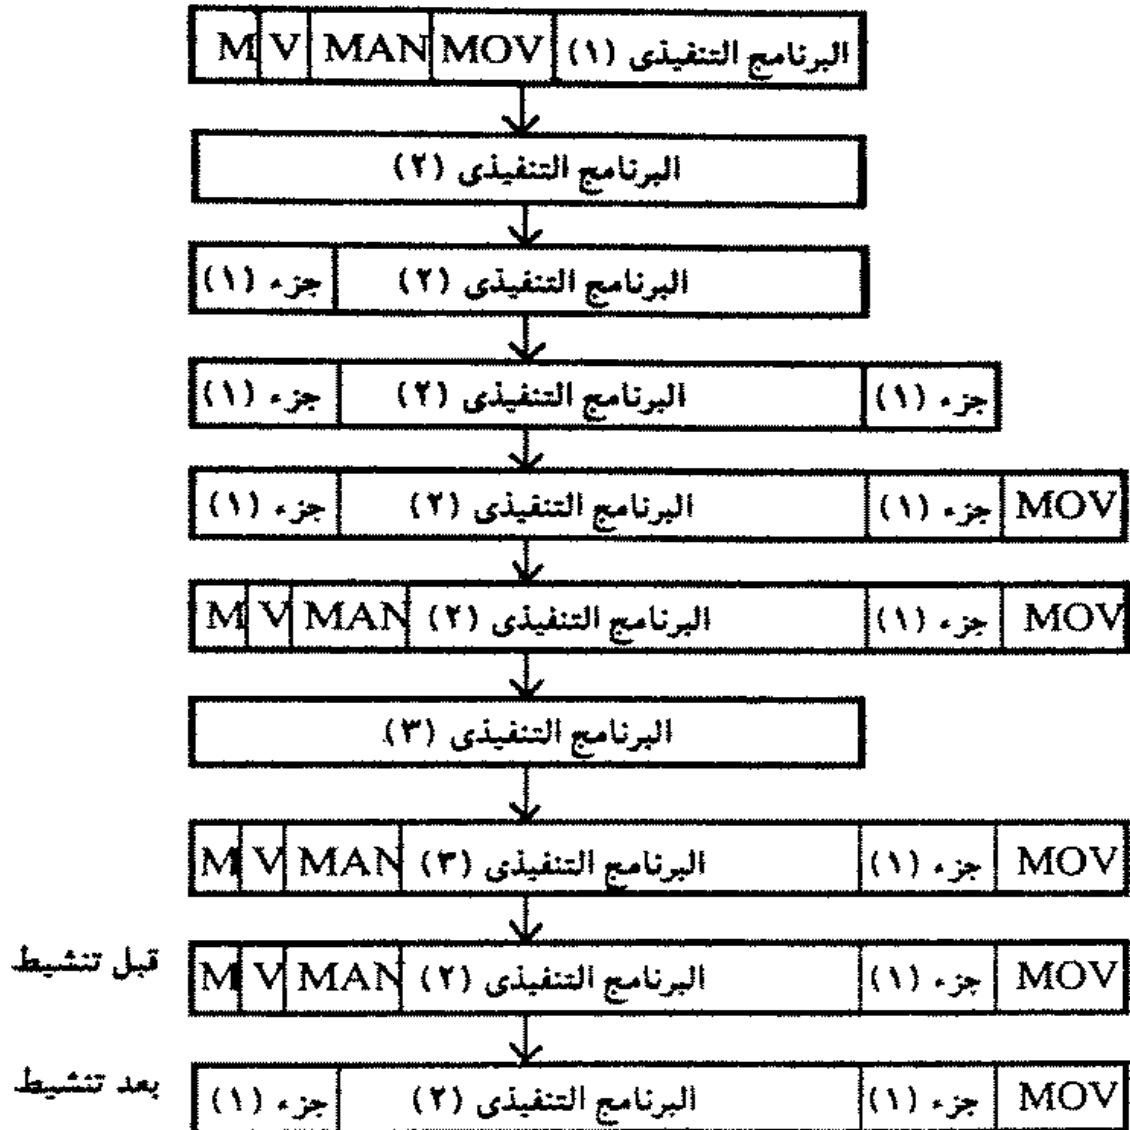 M V MAN MOV البرنامج التنفيذى (١)
البرنامج التنفيذى (٢)
جزء (١) البرنامج التنفيذى (٢)
جزء (١) البرنامج التنفيذى (٢) جزء (١)
جزء (١) البرنامج التنفيذى (٢) جزء (١) MOV
M V MAN البرنامج التنفيذى (٢) جزء (١) MOV
البرنامج التنفيذى (٣)
M V MAN البرنامج التنفيذى (٣) جزء (١) MOV
قبل تنشيط M V MAN البرنامج التنفيذى (٢) جزء (١) MOV
بعد تنشيط جزء (١) البرنامج التنفيذى (٢) جزء (١) MOV